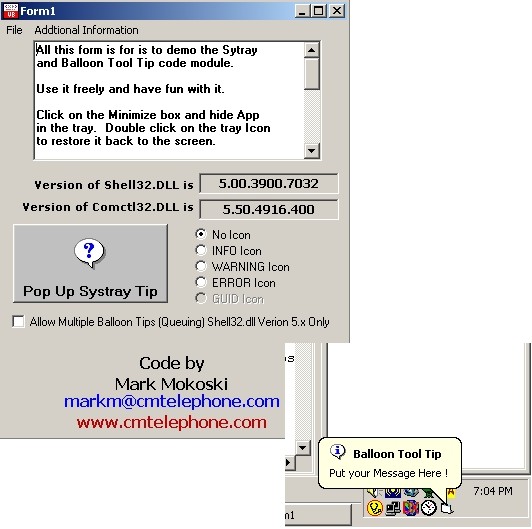 Form1
File Addtional Information
All this form is for is to demo the Sytray
and Balloon Tool Tip code module.
Use it freely and have fun with it.
Click on the Minimize box and hide App
in the tray. Double click on the tray Icon
to restore it back to the screen.
Version of Shell32.DLL is 5.00.3900.7032
Version of Comctl32.DLL is 5.50.4916.400
Pop Up Systray Tip
No Icon
INFO Icon
WARNING Icon
ERROR Icon
GUID Icon
Allow Multiple Balloon Tips (Queuing) Shell32.dll Verion 5.x Only
Code by
Mark Mokoski
markm@cmtelephone.com
www.cmtelephone.com
Balloon Tool Tip
Put your Message Here !
7:04 PM